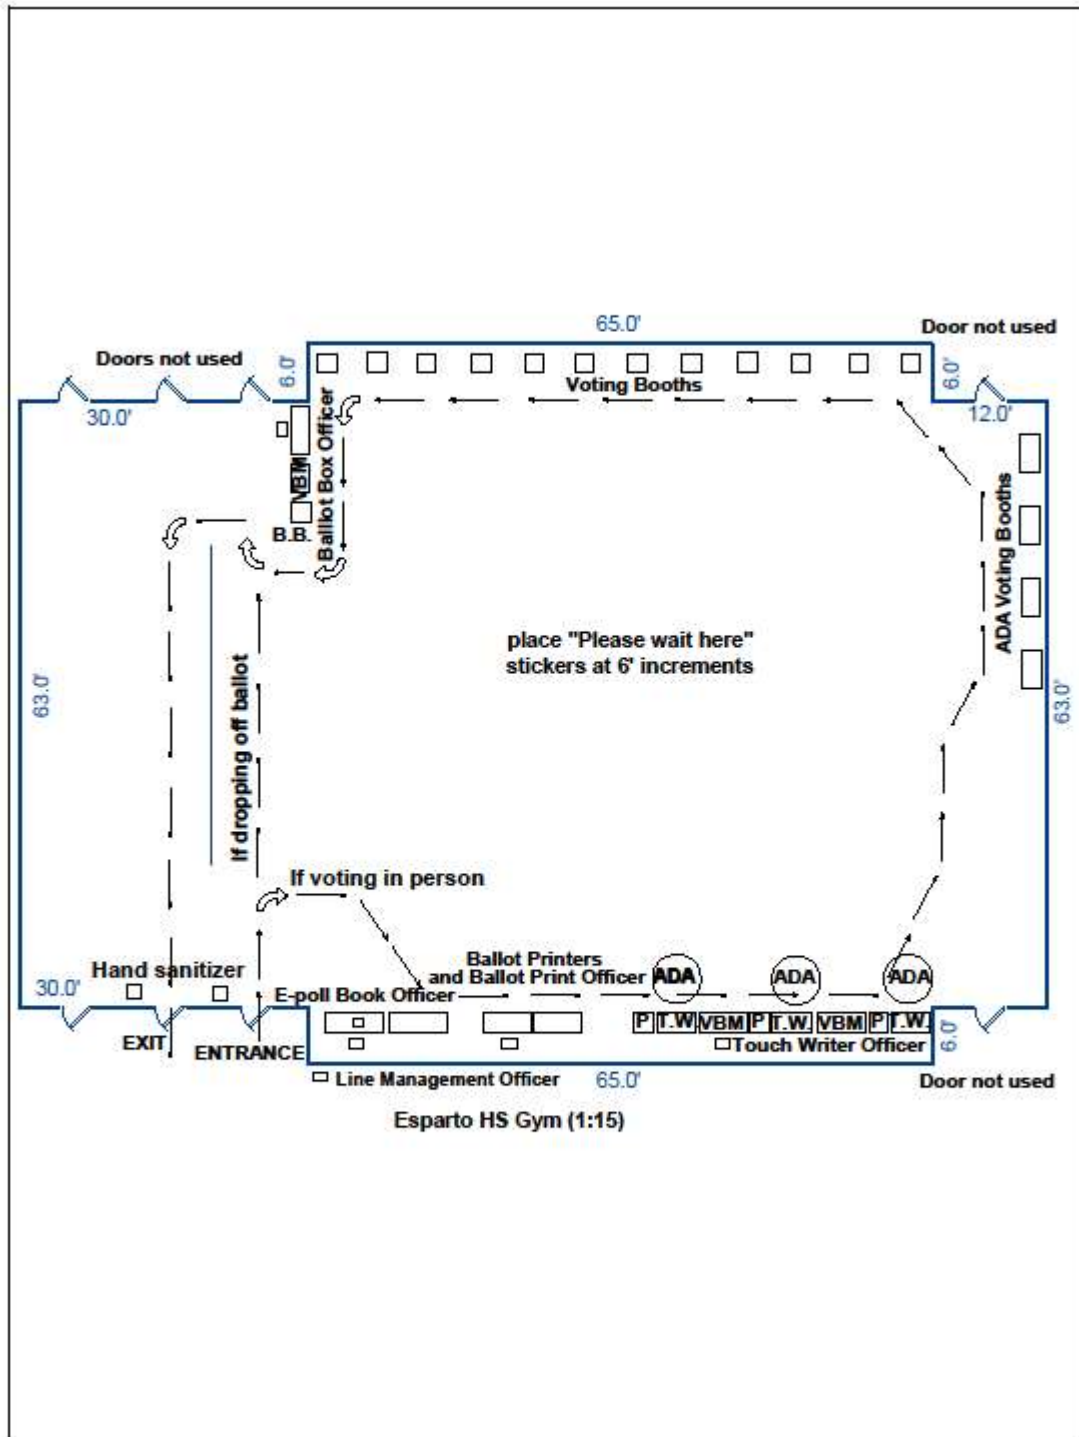 65.0'
Door not used
Doors not used
6.0'
6.0'
Voting Booths
30.0'
12.0'
Balllot Box Officer
VBM
B.B.
ADA Voting Booths
place "Please wait here"
stickers at 6' increments
63.0'
63.0'
If dropping off ballot
If voting in person
Ballot Printers
and Ballot Print Officer
ADA
ADA
ADA
Hand sanitizer
30.0'
E-poll Book Officer
P T.W. VBM P T.W. VBM P T.W.
EXIT
ENTRANCE
Touch Writer Officer
6.0'
Line Management Officer
65.0'
Door not used
Esparto HS Gym (1:15)